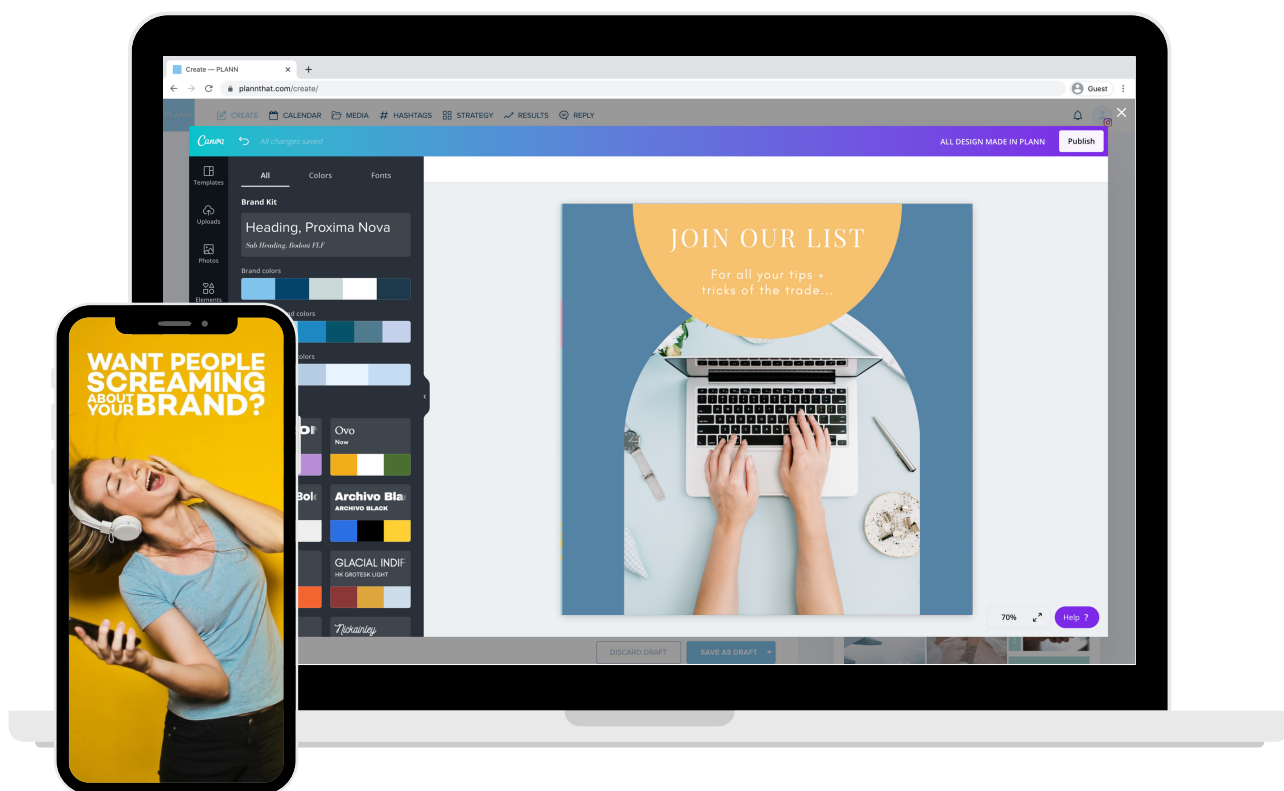 Create — PLANN
plannthat.com/create/
Guest
PLANN
CREATE
CALENDAR
MEDIA
# HASHTAGS
STRATEGY
RESULTS
REPLY
Canva
All changes saved
ALL DESIGN MADE IN PLANN
Publish
Templates
Uploads
Photos
Elements
All
Colors
Fonts
Brand Kit
Heading, Proxima Nova
Sub Heading, Bodoni FLF
Brand colors
colors
colors
Ovo
Now
Archivo Bla
ARCHIVO BLACK
GLACIAL INDIF
HK GROTESK LIGHT
Nickainley
JOIN OUR LIST
For all your tips +
tricks of the trade...
70%
Help ?
DISCARD DRAFT
SAVE AS DRAFT
WANT PEOPLE
SCREAMING
ABOUT
YOUR BRAND?